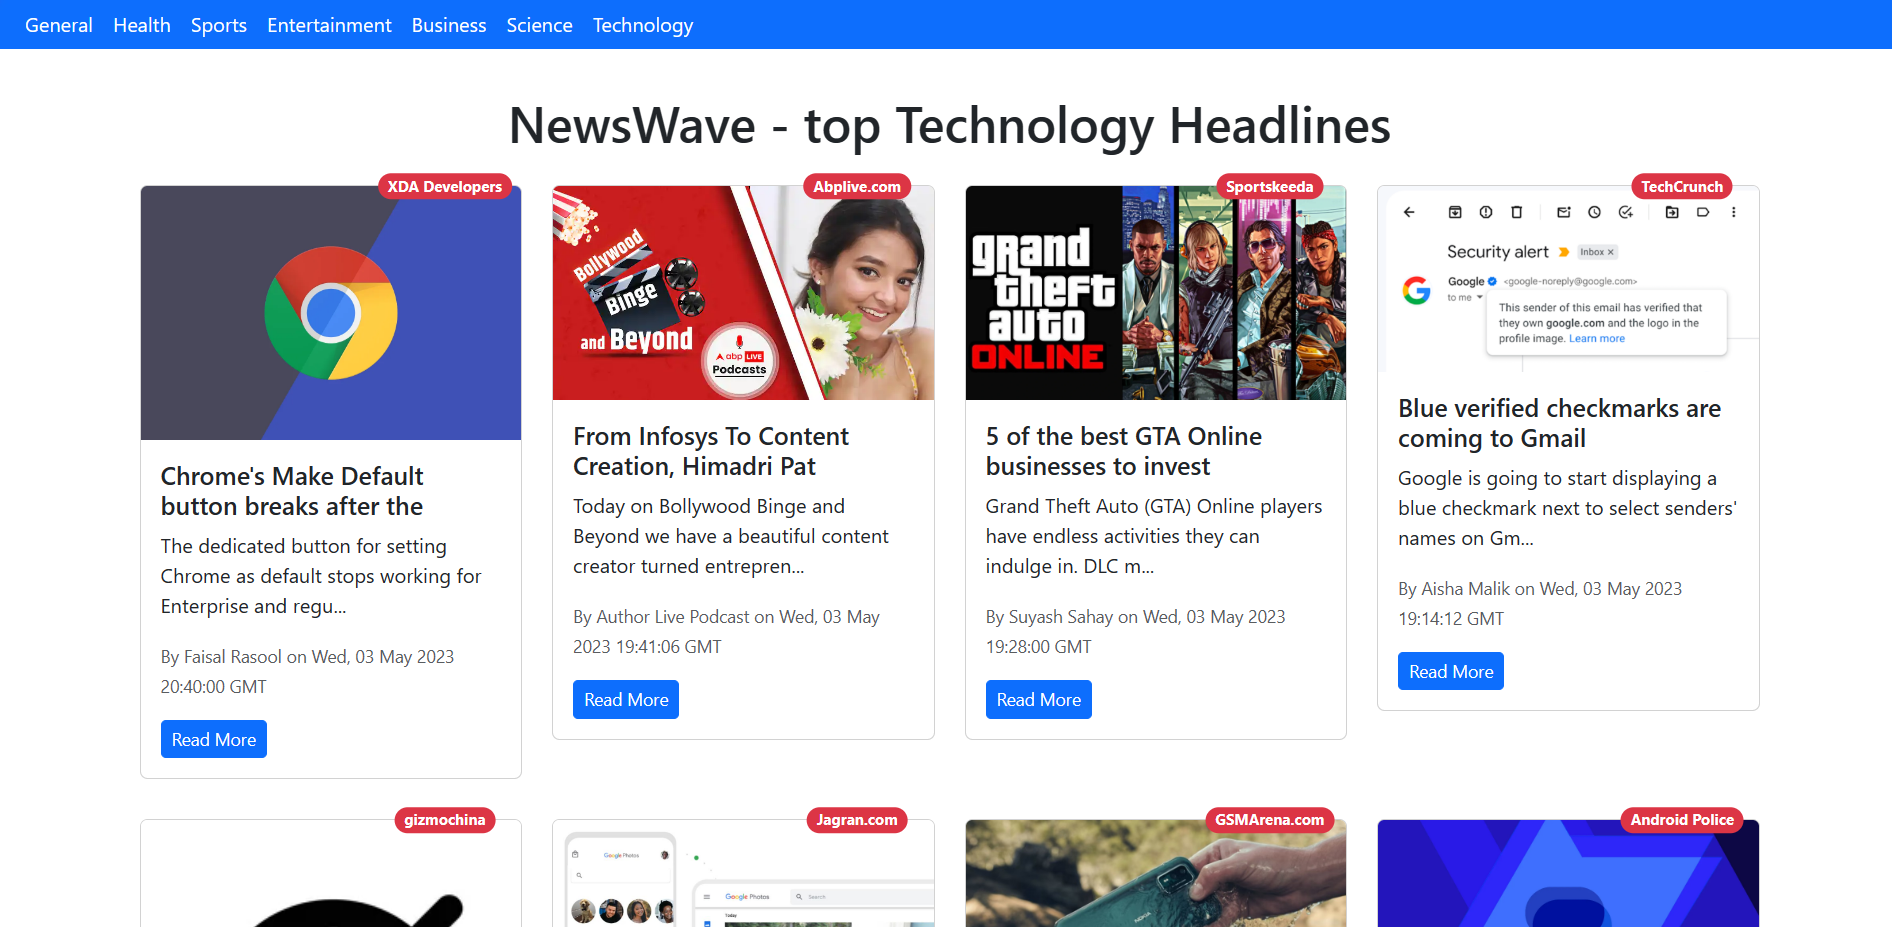 General Health Sports Entertainment Business Science Technology
NewsWave - top Technology Headlines
XDA Developers
Chrome's Make Default
button breaks after the
The dedicated button for setting
Chrome as default stops working for
Enterprise and regu...
By Faisal Rasool on Wed, 03 May 2023
20:40:00 GMT
Read More
Abplive.com
Bollywood
Binge
and Beyond
abp LIVE
Podcasts
From Infosys To Content
Creation, Himadri Pat
Today on Bollywood Binge and
Beyond we have a beautiful content
creator turned entrepren...
By Author Live Podcast on Wed, 03 May
2023 19:41:06 GMT
Read More
Sportskeeda
grand
theft
auto
ONLINE
5 of the best GTA Online
businesses to invest
Grand Theft Auto (GTA) Online players
have endless activities they can
indulge in. DLC m...
By Suyash Sahay on Wed, 03 May 2023
19:28:00 GMT
Read More
TechCrunch
Security alert Inbox ×
Google <google-noreply@google.com>
to me
This sender of this email has verified that
they own google.com and the logo in the
profile image. Learn more
Blue verified checkmarks are
coming to Gmail
Google is going to start displaying a
blue checkmark next to select senders'
names on Gm...
By Aisha Malik on Wed, 03 May 2023
19:14:12 GMT
Read More
gizmochina
Jagran.com
Google Photos
Google Photos Search
Today
GSMArena.com
NOKIA
Android Police